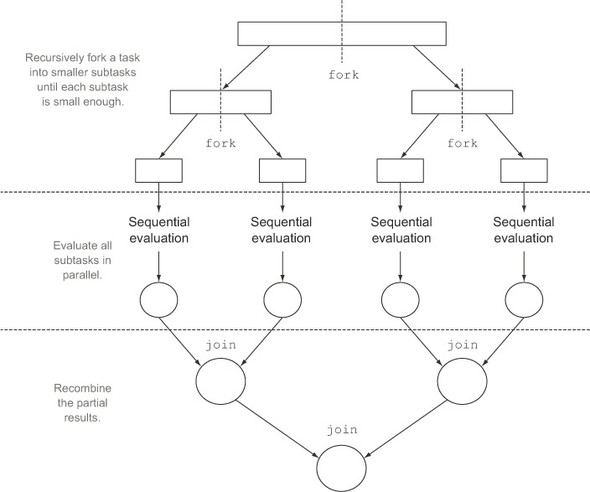 Recursively fork a task
into smaller subtasks
until each subtask
is small enough.
fork
fork
fork
Sequential
evaluation
Sequential
evaluation
Sequential
evaluation
Sequential
evaluation
Evaluate all
subtasks in
parallel.
join
join
Recombine
the partial
results.
join